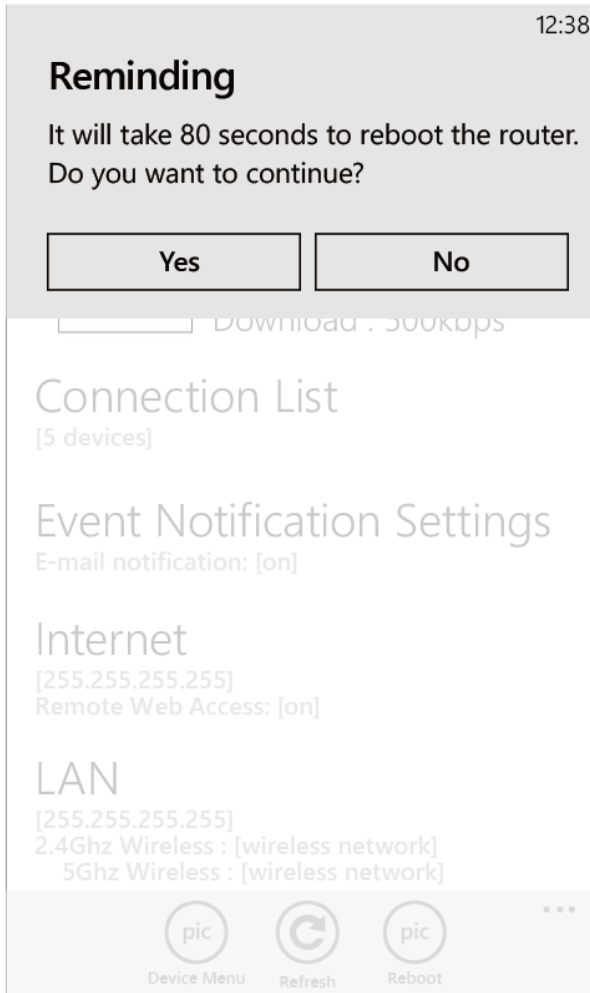 12:38
Reminding
It will take 80 seconds to reboot the router.
Do you want to continue?
Yes No
Download : 500kbps
Connection List
[5 devices]
Event Notification Settings
E-mail notification: [on]
Internet
[255.255.255.255]
Remote Web Access: [on]
LAN
[255.255.255.255]
2.4Ghz Wireless : [wireless network]
5Ghz Wireless : [wireless network]
pic pic
Device Menu Refresh Reboot